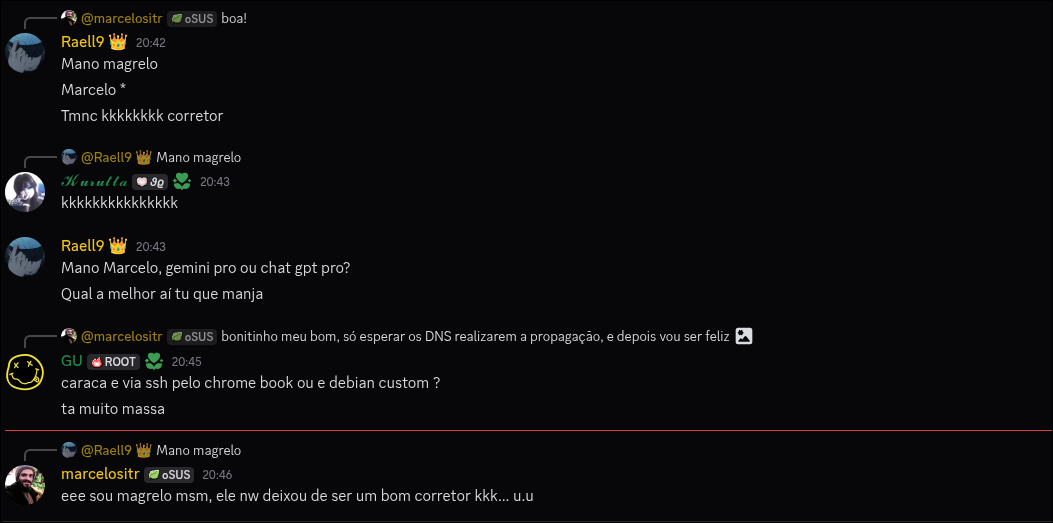 @marcelositr oSUS boa!
Raell9 👑 20:42
Mano magrelo
Marcelo *
Tmnc kkkkkkkk corretor
@Raell9 👑 Mano magrelo
𝒦𝓊𝓇𝓊𝓉𝓉𝒶 20:43
kkkkkkkkkkkkkkk
Raell9 👑 20:43
Mano Marcelo, gemini pro ou chat gpt pro?
Qual a melhor aí tu que manja
@marcelositr oSUS bonitinho meu bom, só esperar os DNS realizarem a propagação, e depois vou ser feliz
GU ROOT 20:45
caraca e via ssh pelo chrome book ou e debian custom ?
ta muito massa
@Raell9 👑 Mano magrelo
marcelositr oSUS 20:46
eee sou magrelo msm, ele nw deixou de ser um bom corretor kkk... u.u